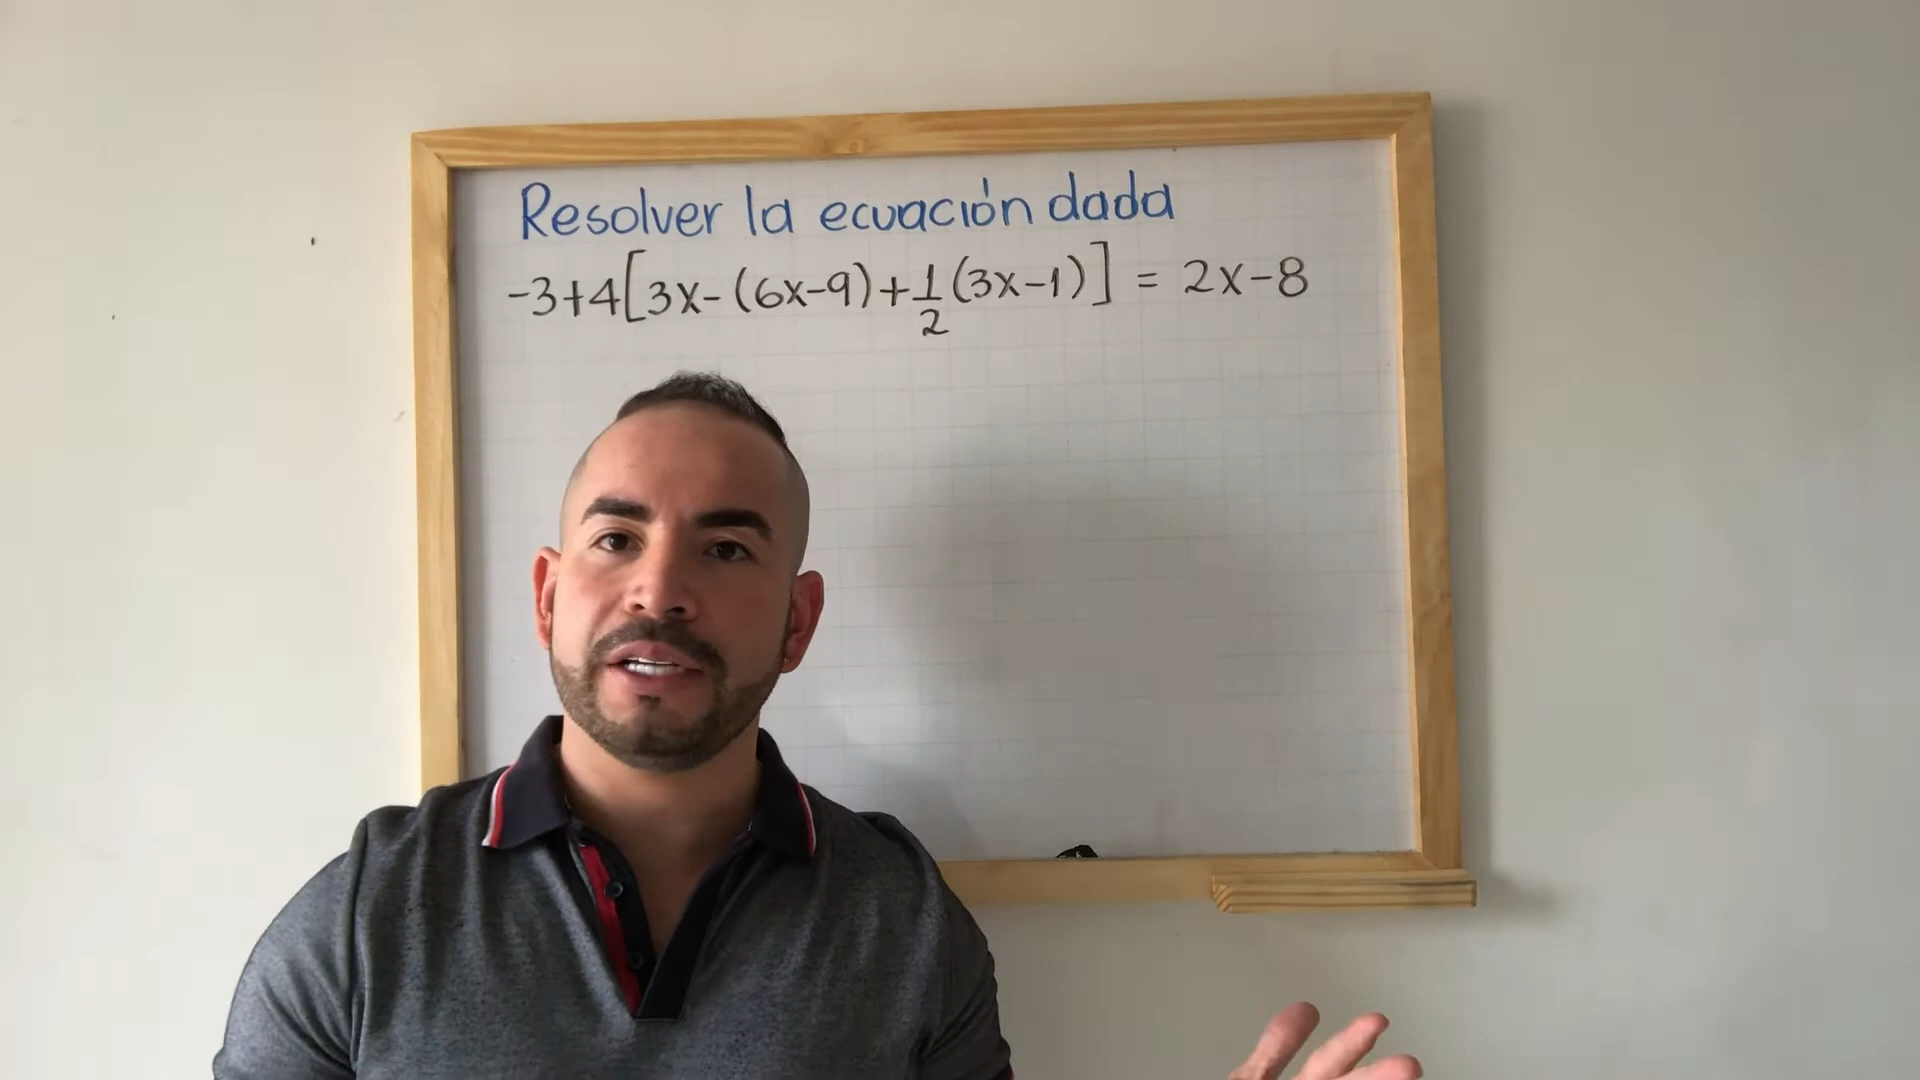 Resolver la ecuación dada
-3+4[3x-(6x-9)+1/2(3x-1)] = 2x-8